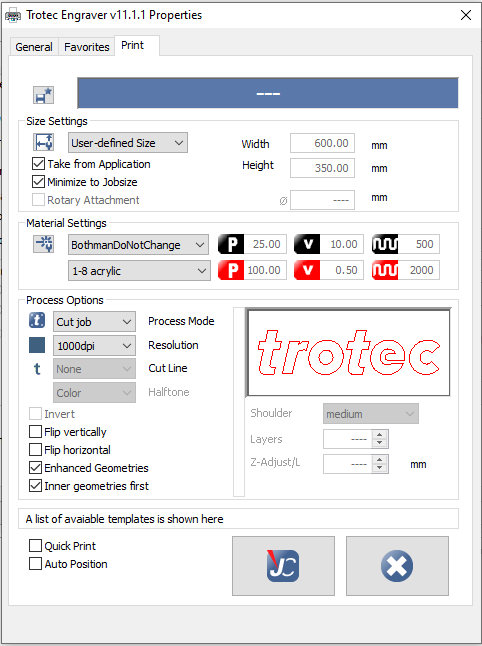 Trotec Engraver v11.1.1 Properties
General Favorites Print
---
Size Settings
User-defined Size Width 600.00 mm
Take from Application Height 350.00 mm
Minimize to Jobsize
Rotary Attachment ø ---- mm
Material Settings
BothmanDoNotChange P 25.00 v 10.00 500
1-8 acrylic P 100.00 v 0.50 2000
Process Options
t Cut job Process Mode
1000dpi Resolution
t None Cut Line
Color Halftone
trotec
Invert
Flip vertically
Flip horizontal
Enhanced Geometries
Inner geometries first
Shoulder medium
Layers ----
Z-Adjust/L ---- mm
A list of avaiable templates is shown here
Quick Print
Auto Position
JC